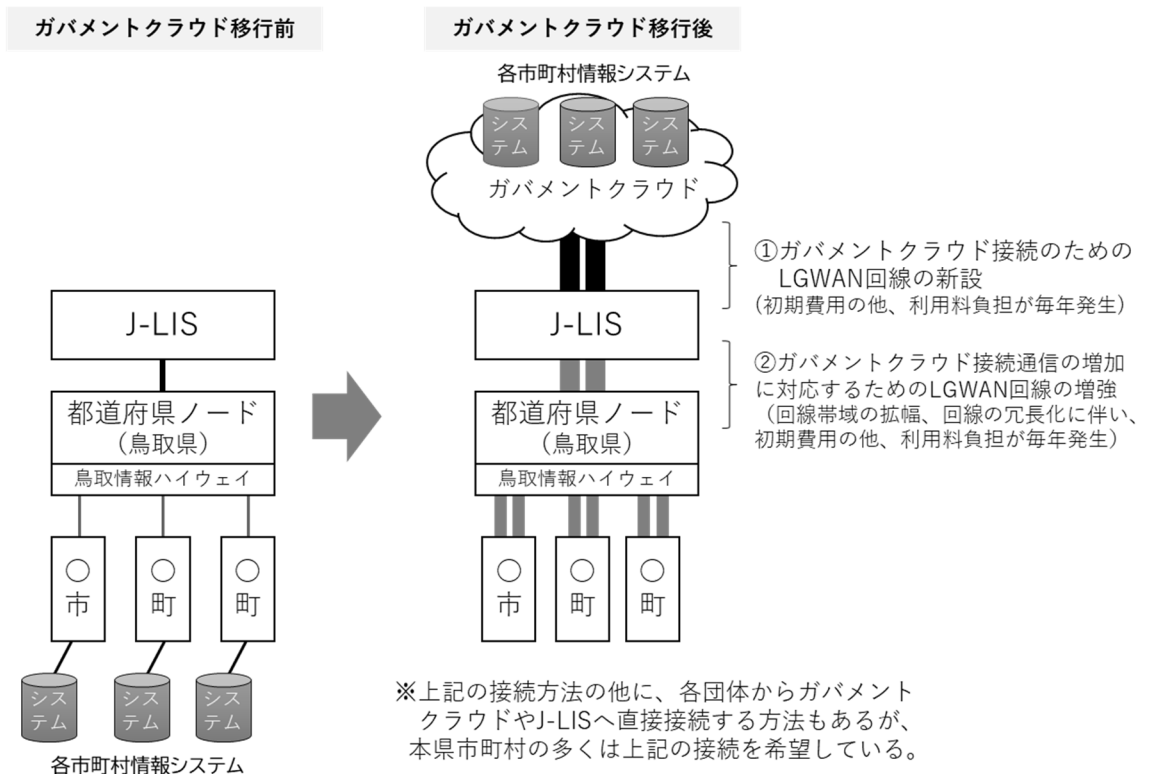 ガバメントクラウド移行前
J-LIS
都道府県ノード
（鳥取県）
鳥取情報ハイウェイ
○
市
○
町
○
町
シス
テム
シス
テム
シス
テム
各市町村情報システム
ガバメントクラウド移行後
各市町村情報システム
シス
テム
シス
テム
シス
テム
ガバメントクラウド
J-LIS
都道府県ノード
（鳥取県）
鳥取情報ハイウェイ
○
市
○
町
○
町
①ガバメントクラウド接続のための
LGWAN回線の新設
(初期費用の他、利用料負担が毎年発生)
②ガバメントクラウド接続通信の増加
に対応するためのLGWAN回線の増強
（回線帯域の拡幅、回線の冗長化に伴い、
初期費用の他、利用料負担が毎年発生）
※上記の接続方法の他に、各団体からガバメント
クラウドやJ-LISへ直接接続する方法もあるが、
本県市町村の多くは上記の接続を希望している。